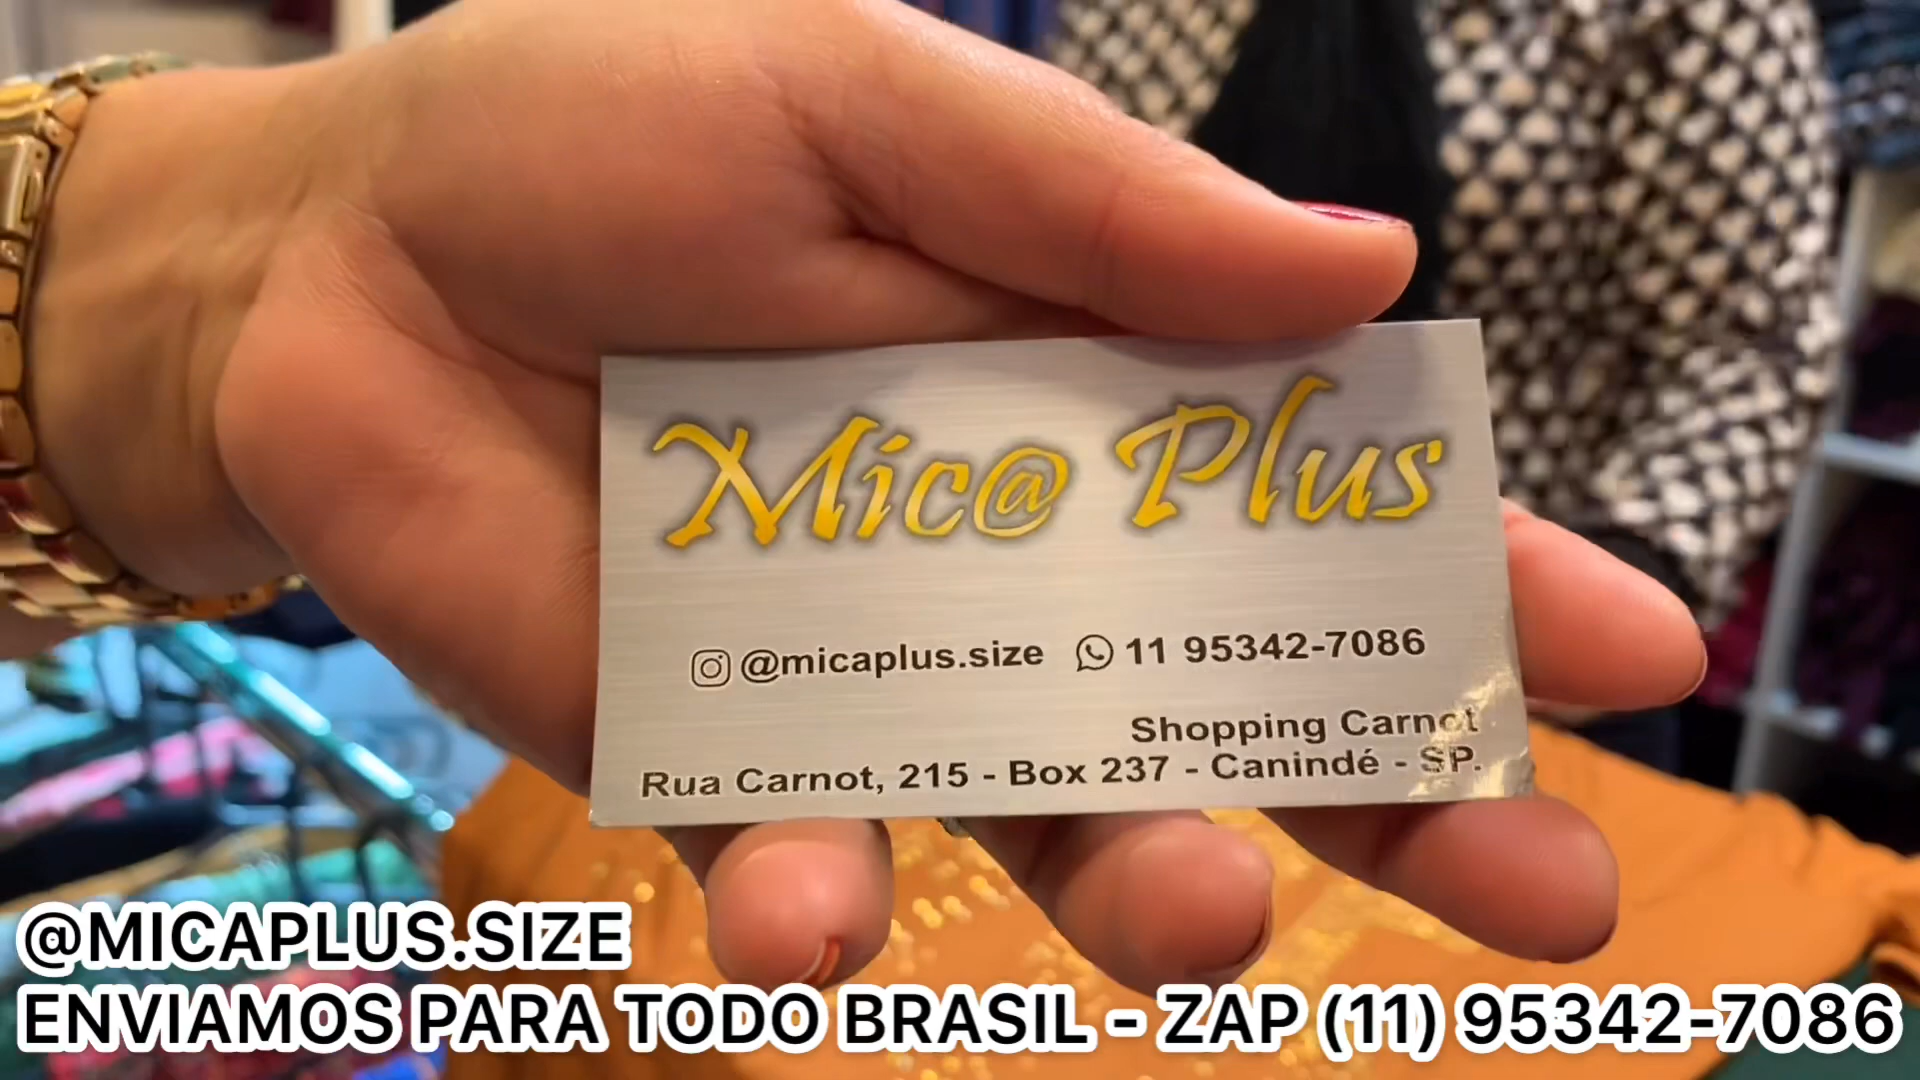 Mic@ Plus
@micaplus.size 11 95342-7086
Shopping Carnot
Rua Carnot, 215 - Box 237 - Canindé - SP.
@MICAPLUS.SIZE
ENVIAMOS PARA TODO BRASIL - ZAP (11) 95342-7086